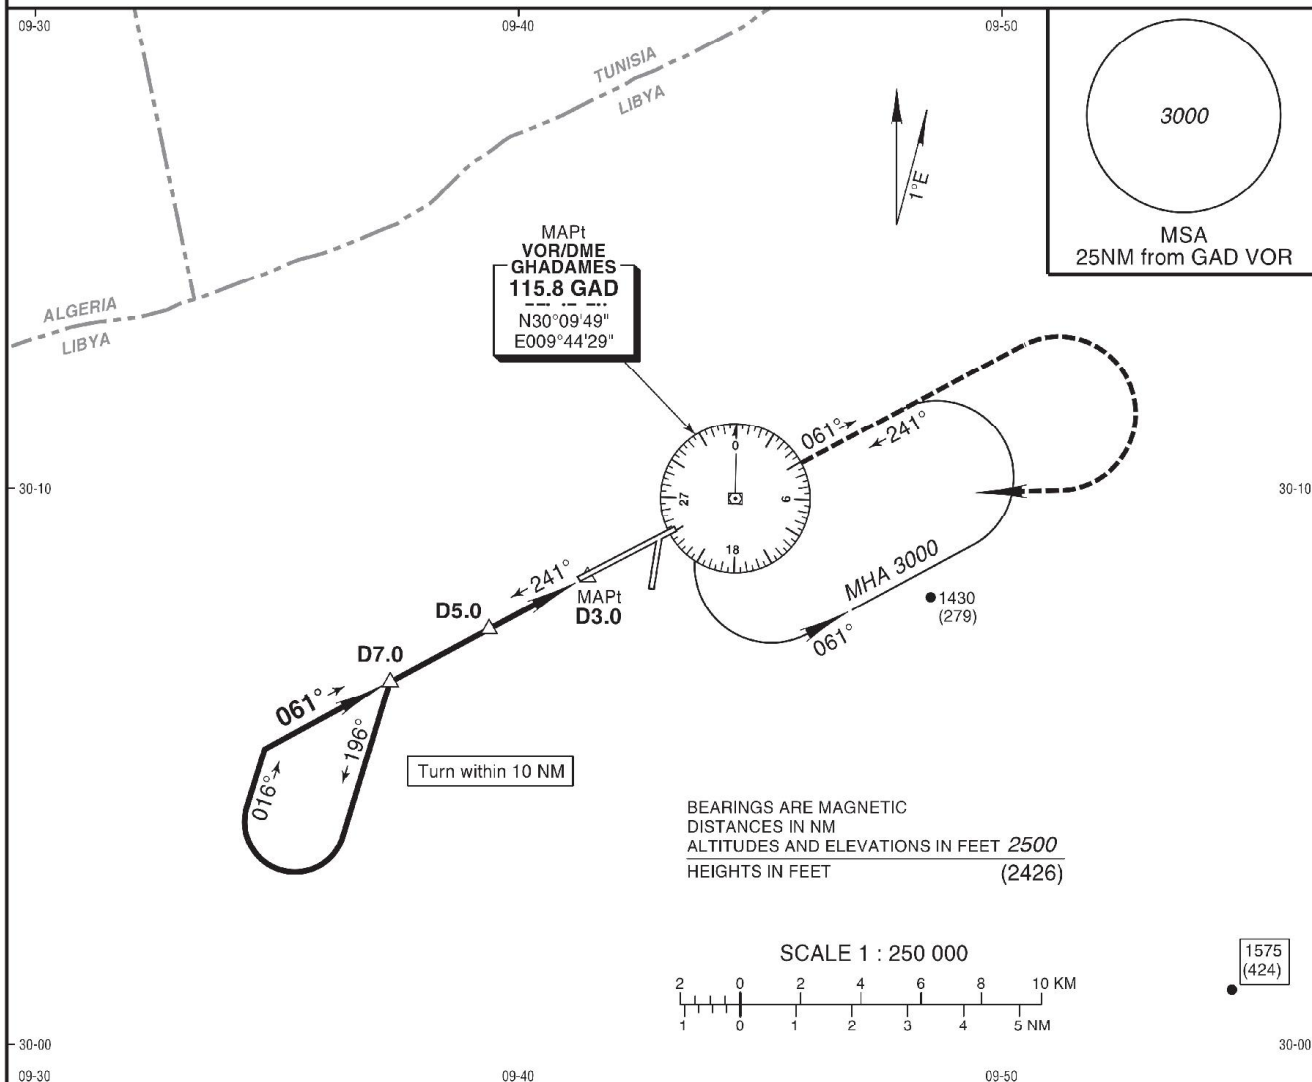 09-30
09-40
09-50
TUNISIA
LIBYA
3000
MSA
25NM from GAD VOR
1°E
ALGERIA
LIBYA
MAPt
VOR/DME
GHADAMES
115.8 GAD
N30°09'49"
E009°44'29"
061°
241°
30-10
30-10
0
27
9
18
241°
MAPt
D3.0
D5.0
D7.0
MHA 3000
061°
1430
(279)
061°
196°
016°
Turn within 10 NM
BEARINGS ARE MAGNETIC
DISTANCES IN NM
ALTITUDES AND ELEVATIONS IN FEET 2500
HEIGHTS IN FEET (2426)
SCALE 1 : 250 000
2 0 2 4 6 8 10 KM
1 0 1 2 3 4 5 NM
1575
(424)
30-00
30-00
09-30
09-40
09-50